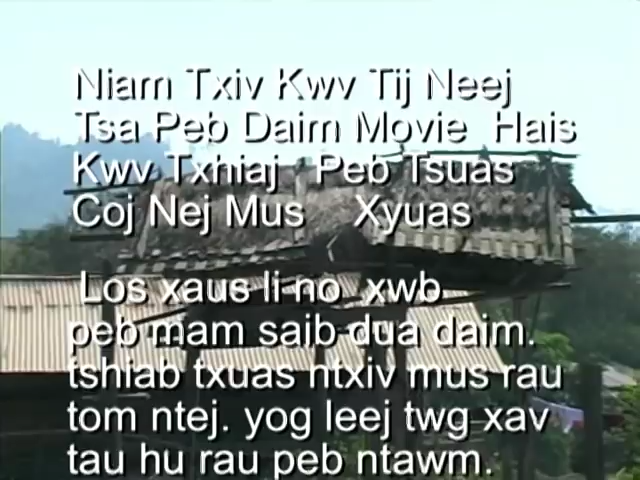 Niam Txiv Kwv Tij Neej
Tsa Peb Daim Movie Hais
Kwv Txhiaj Peb Tsuas
Coj Nej Mus Xyuas
Los xaus li no xwb
peb mam saib dua daim.
tshiab txuas ntxiv mus rau
tom ntej. yog leej twg xav
tau hu rau peb ntawm.